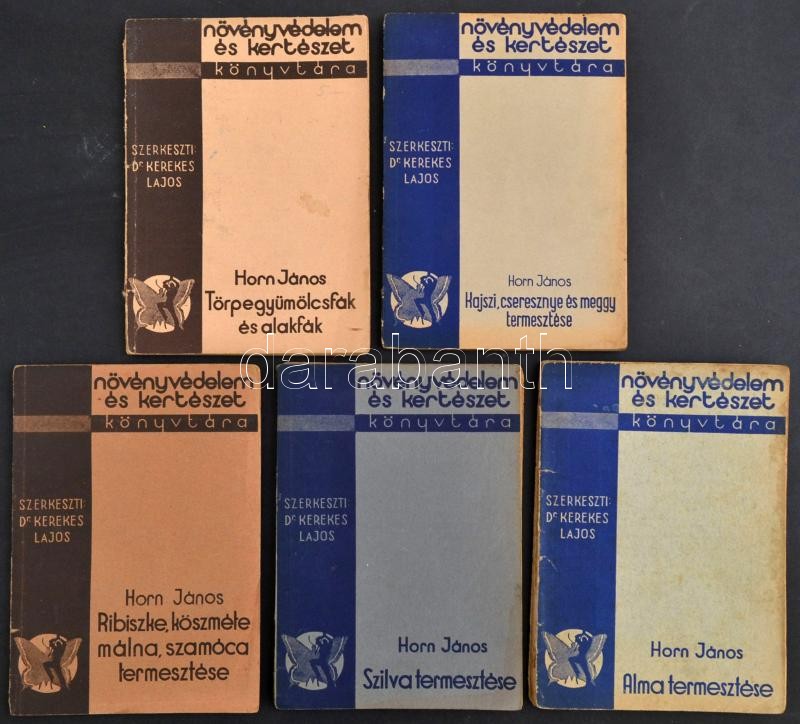 növényvédelem
és kertészet
könyvtára
SZERKESZTI:
Dr KEREKES
LAJOS
Horn János
Törpegyümölcsfák
és alakfák
növényvédelem
és kertészet
könyvtára
SZERKESZTI:
Dr KEREKES
LAJOS
Horn János
Kajszi, cseresznye és meggy
termesztése
darabanth
növényvédelem
és kertészet
könyvtára
SZERKESZTI:
Dr KEREKES
LAJOS
Horn János
Ribiszke, köszméte
málna, szamóca
termesztése
növényvédelem
és kertészet
könyvtára
SZERKESZTI:
Dr KEREKES
LAJOS
Horn János
Szilva termesztése
növényvédelem
és kertészet
könyvtára
SZERKESZTI:
Dr KEREKES
LAJOS
Horn János
Alma termesztése